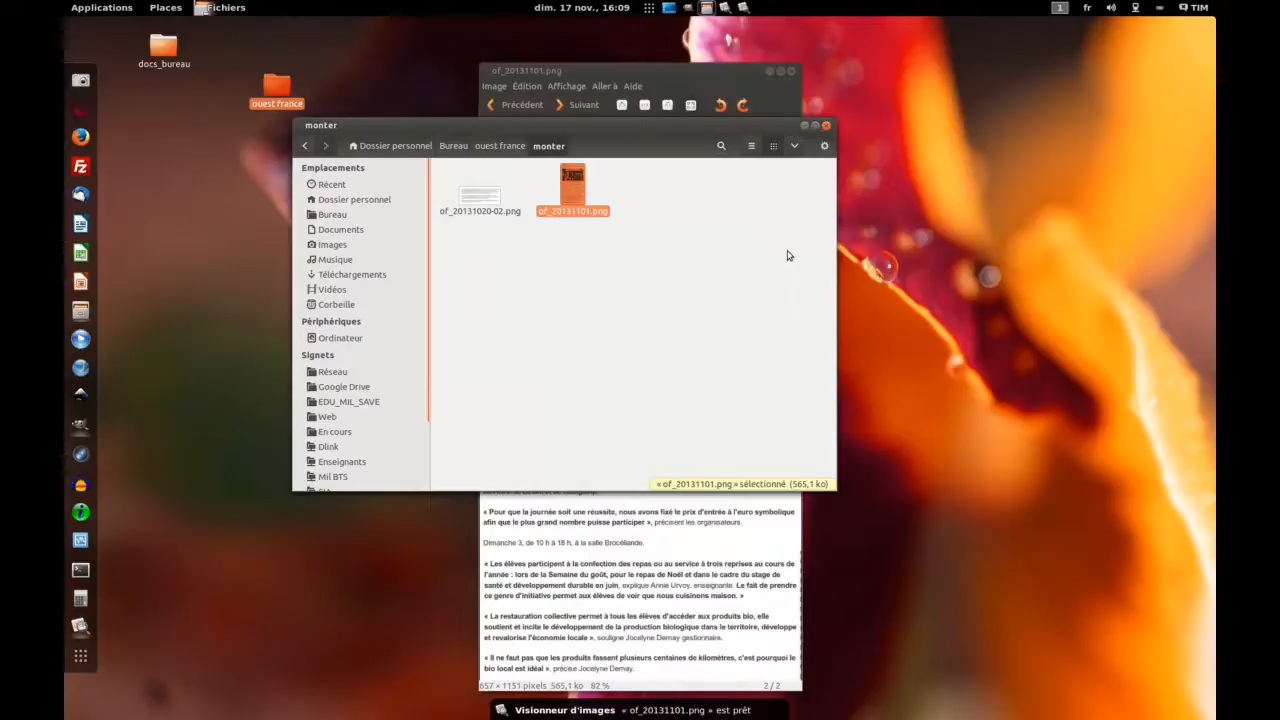 Applications Places Fichiers dim. 17 nov., 16:09 1 fr TIM
docs_bureau
ouest france
of_20131101.png
Image Édition Affichage Aller à Aide
Précédent Suivant
monter
Dossier personnel Bureau ouest france monter
Emplacements
Récent
Dossier personnel
Bureau
Documents
Images
Musique
Téléchargements
Vidéos
Corbeille
Périphériques
Ordinateur
Signets
Réseau
Google Drive
EDU_MIL_SAVE
Web
En cours
Dlink
Enseignants
Mil BTS
of_20131020-02.png
of_20131101.png
« of_20131101.png » sélectionné (565,1 ko)
« Pour que la journée soit une réussite, nous avons fixé le prix d'entrée à l'euro symbolique
afin que le plus grand nombre puisse participer », précisent les organisateurs.
Dimanche 3, de 10 h à 18 h, à la salle Brocéliande.
« Les élèves participent à la confection des repas ou au service à trois reprises au cours de
l'année : lors de la Semaine du goût, pour le repas de Noël et dans le cadre du stage de
santé et développement durable en juin, explique Annie Urvoy, enseignante. Le fait de prendre
ce genre d'initiative permet aux élèves de voir que nous cuisinons maison. »
« La restauration collective permet à tous les élèves d'accéder aux produits bio, elle
soutient et incite le développement de la production biologique dans le territoire, développe
et revalorise l'économie locale », souligne Jocelyne Demay gestionnaire.
« Il ne faut pas que les produits fassent plusieurs centaines de kilomètres, c'est pourquoi le
bio local est idéal », précise Jocelyne Demay.
657 × 1151 pixels 565,1 ko 82 % 2 / 2
Visionneur d'images « of_20131101.png » est prêt